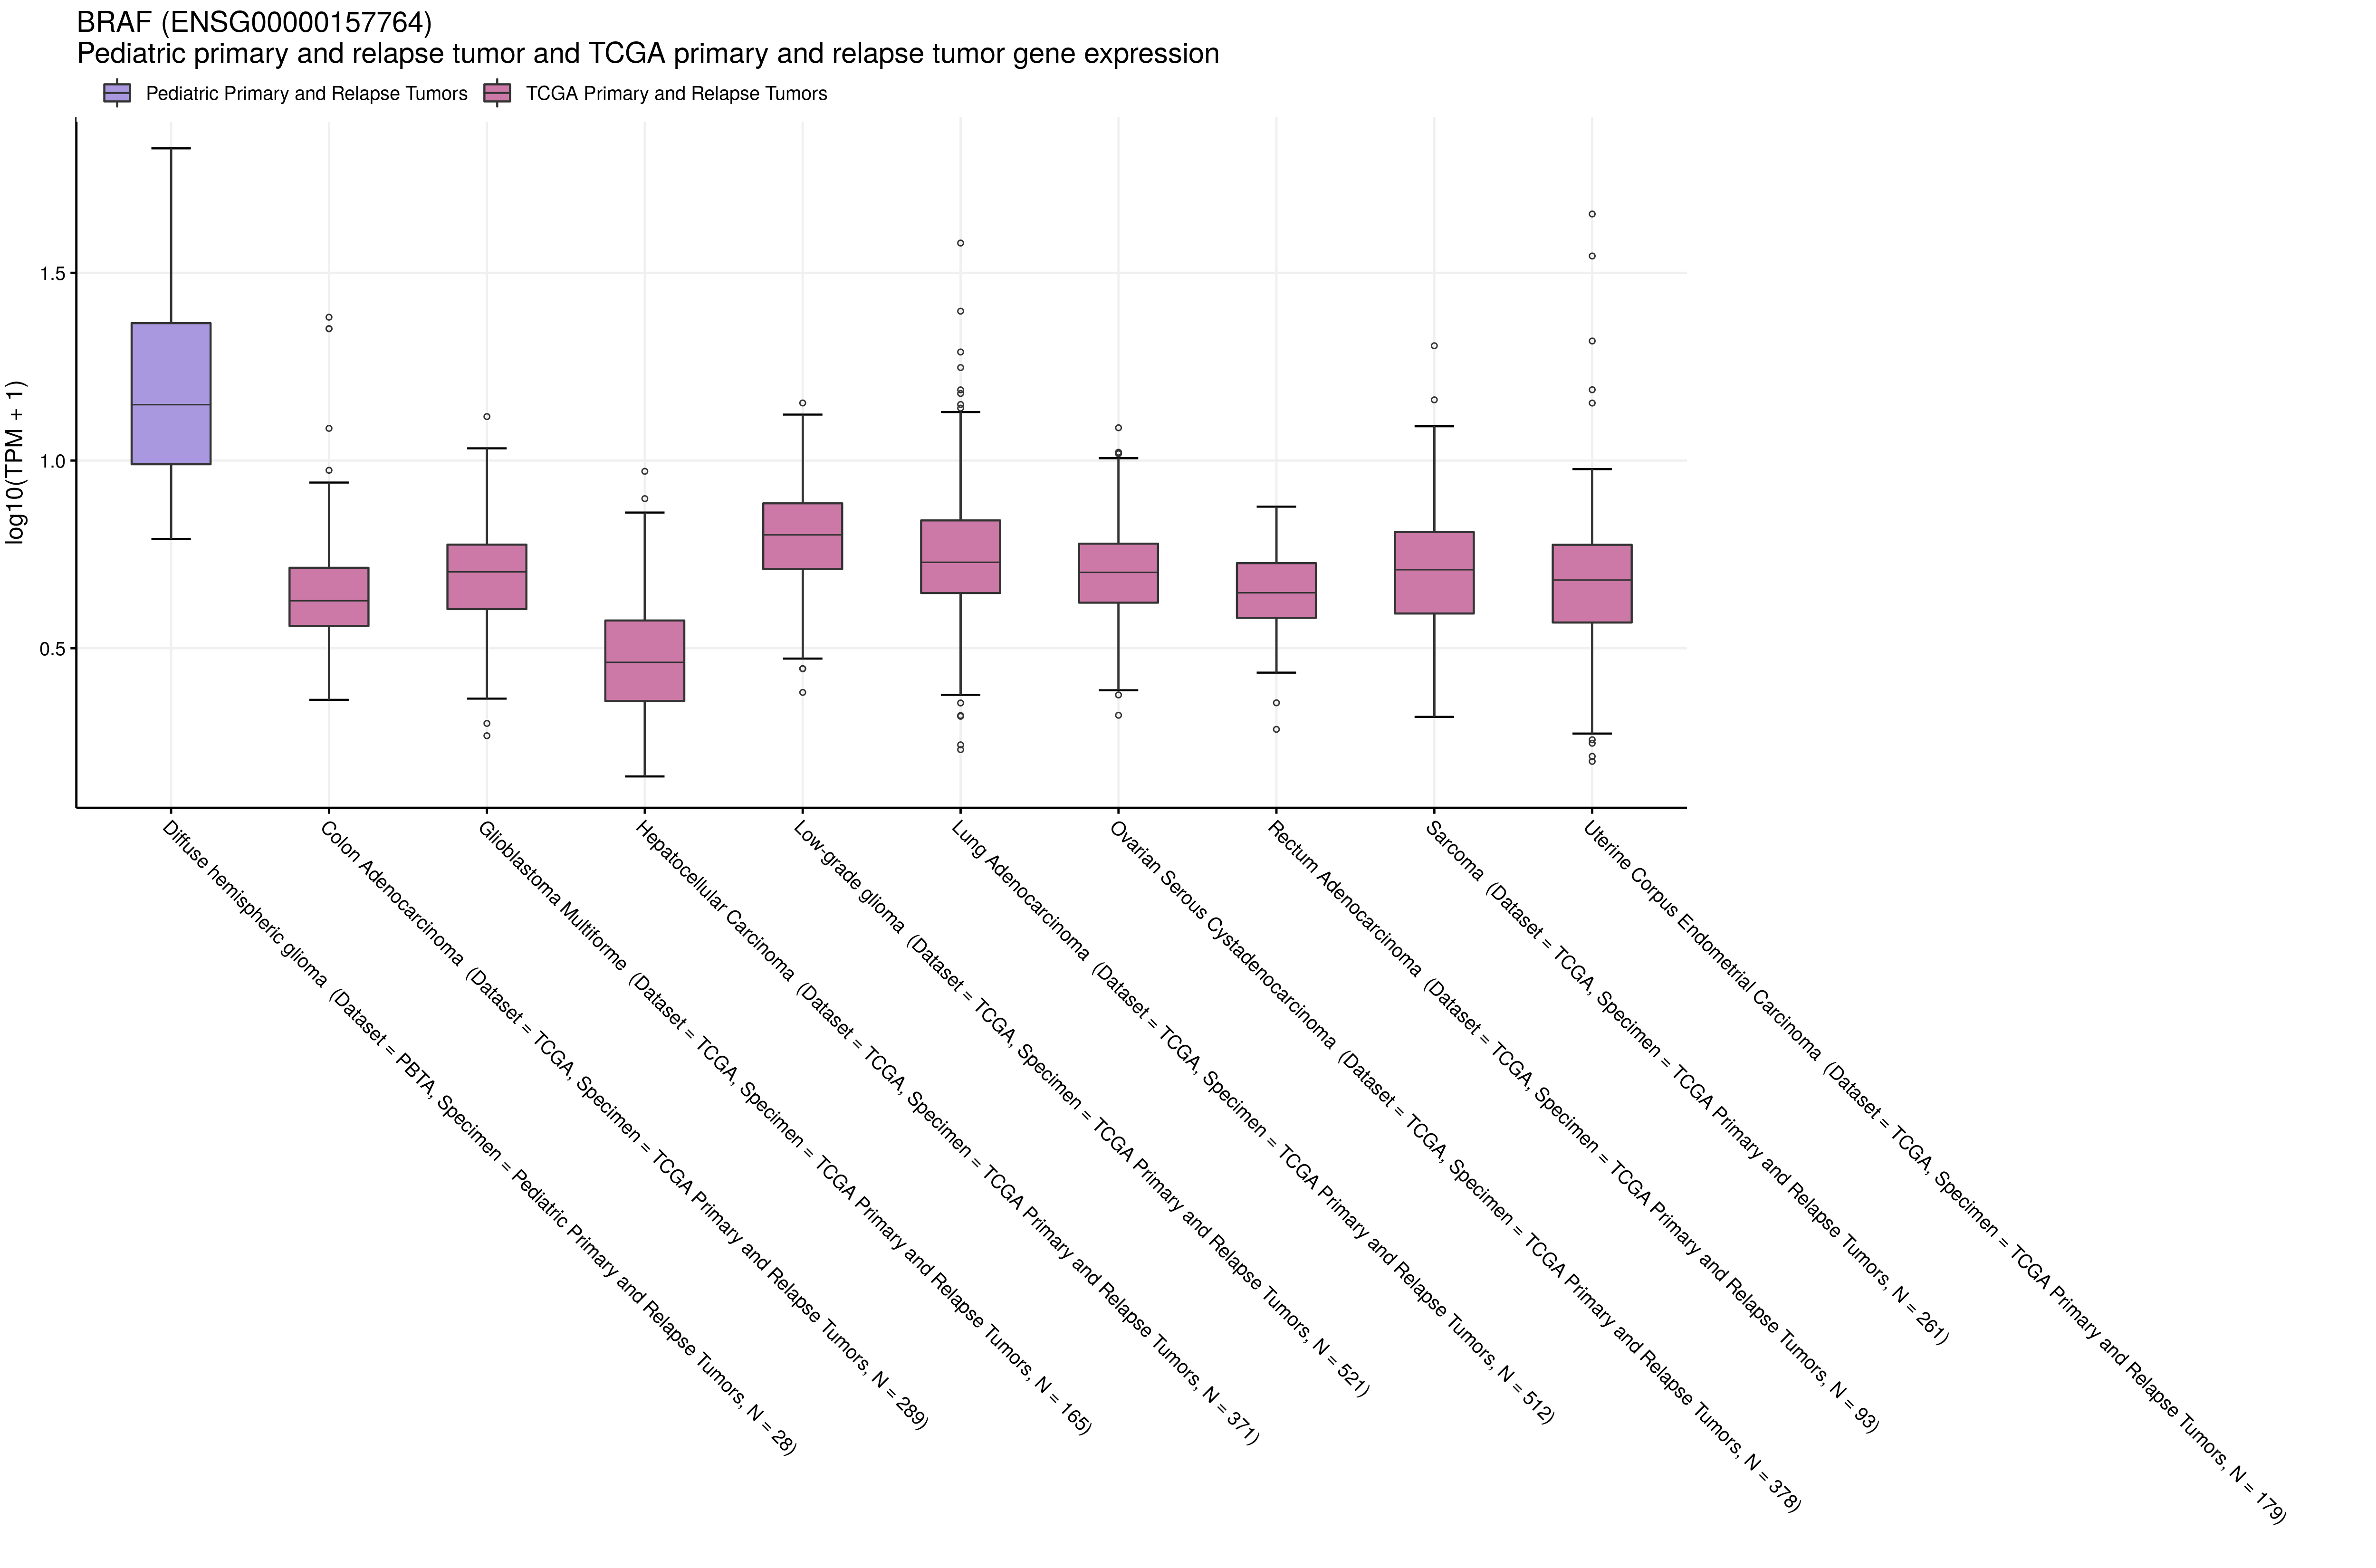 BRAF (ENSG00000157764)
Pediatric primary and relapse tumor and TCGA primary and relapse tumor gene expression
Pediatric Primary and Relapse Tumors
TCGA Primary and Relapse Tumors
log10(TPM + 1)
1.5
1.0
0.5
Diffuse hemispheric glioma (Dataset = PBTA, Specimen = Pediatric Primary and Relapse Tumors, N = 28)
Colon Adenocarcinoma (Dataset = TCGA, Specimen = TCGA Primary and Relapse Tumors, N = 289)
Glioblastoma Multiforme (Dataset = TCGA, Specimen = TCGA Primary and Relapse Tumors, N = 165)
Hepatocellular Carcinoma (Dataset = TCGA, Specimen = TCGA Primary and Relapse Tumors, N = 371)
Low-grade glioma (Dataset = TCGA, Specimen = TCGA Primary and Relapse Tumors, N = 521)
Lung Adenocarcinoma (Dataset = TCGA, Specimen = TCGA Primary and Relapse Tumors, N = 512)
Ovarian Serous Cystadenocarcinoma (Dataset = TCGA, Specimen = TCGA Primary and Relapse Tumors, N = 378)
Rectum Adenocarcinoma (Dataset = TCGA, Specimen = TCGA Primary and Relapse Tumors, N = 93)
Sarcoma (Dataset = TCGA, Specimen = TCGA Primary and Relapse Tumors, N = 261)
Uterine Corpus Endometrial Carcinoma (Dataset = TCGA, Specimen = TCGA Primary and Relapse Tumors, N = 179)